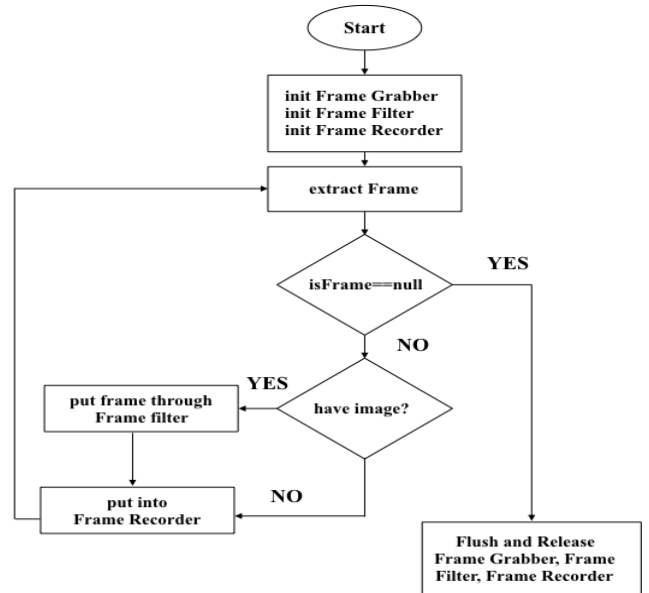 Start
init Frame Grabber
init Frame Filter
init Frame Recorder
extract Frame
isFrame==null
YES
NO
have image?
YES
put frame through
Frame filter
NO
put into
Frame Recorder
Flush and Release
Frame Grabber, Frame
Filter, Frame Recorder